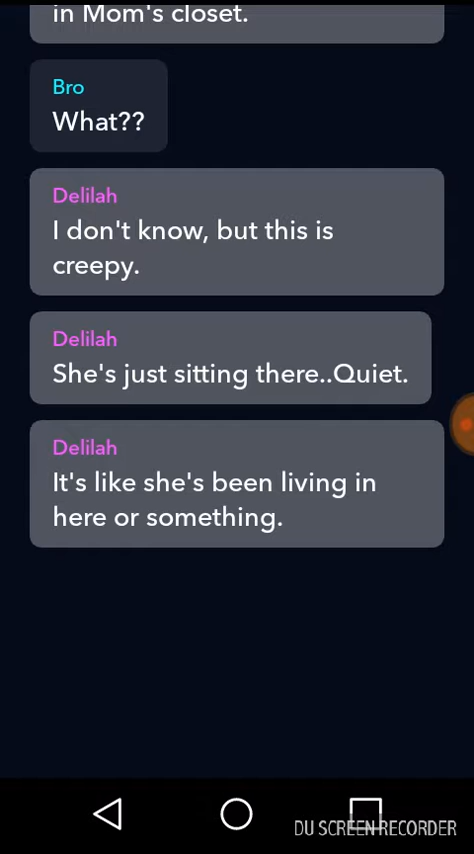 in Mom's closet.
Bro
What??
Delilah
I don't know, but this is
creepy.
Delilah
She's just sitting there..Quiet.
Delilah
It's like she's been living in
here or something.
DU SCREEN RECORDER